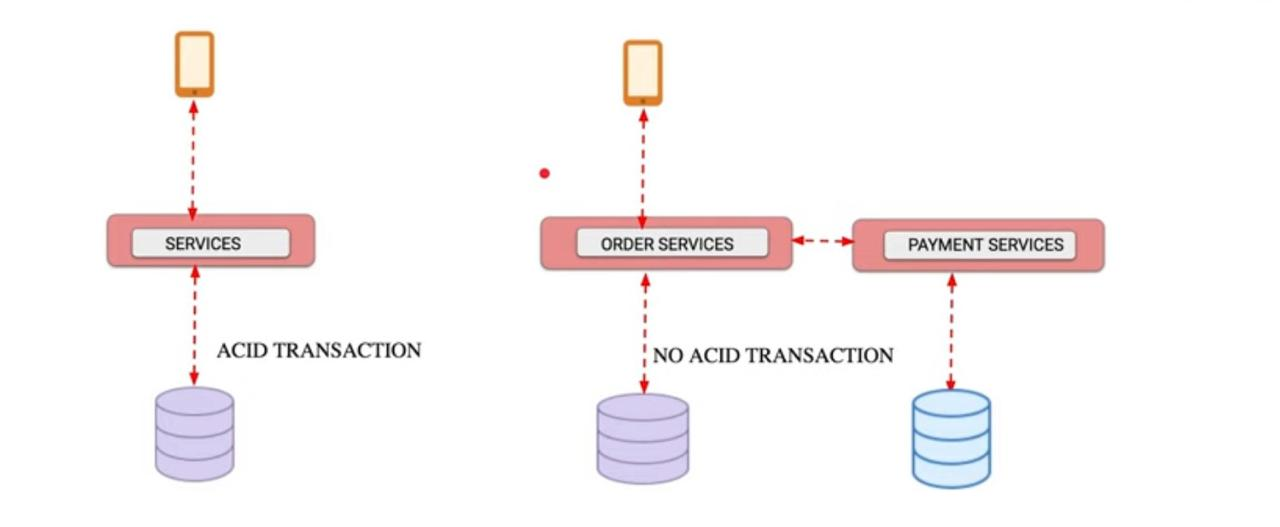 SERVICES
ACID TRANSACTION
ORDER SERVICES
PAYMENT SERVICES
NO ACID TRANSACTION